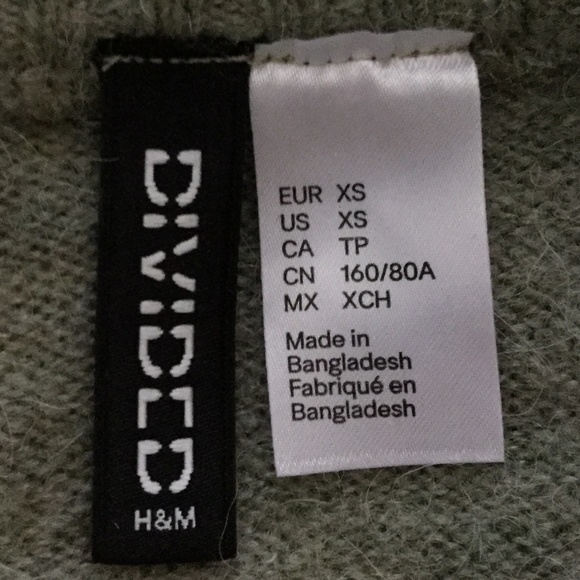 DIVIDED
H&M
EUR XS
US XS
CA TP
CN 160/80A
MX XCH
Made in
Bangladesh
Fabriqué en
Bangladesh